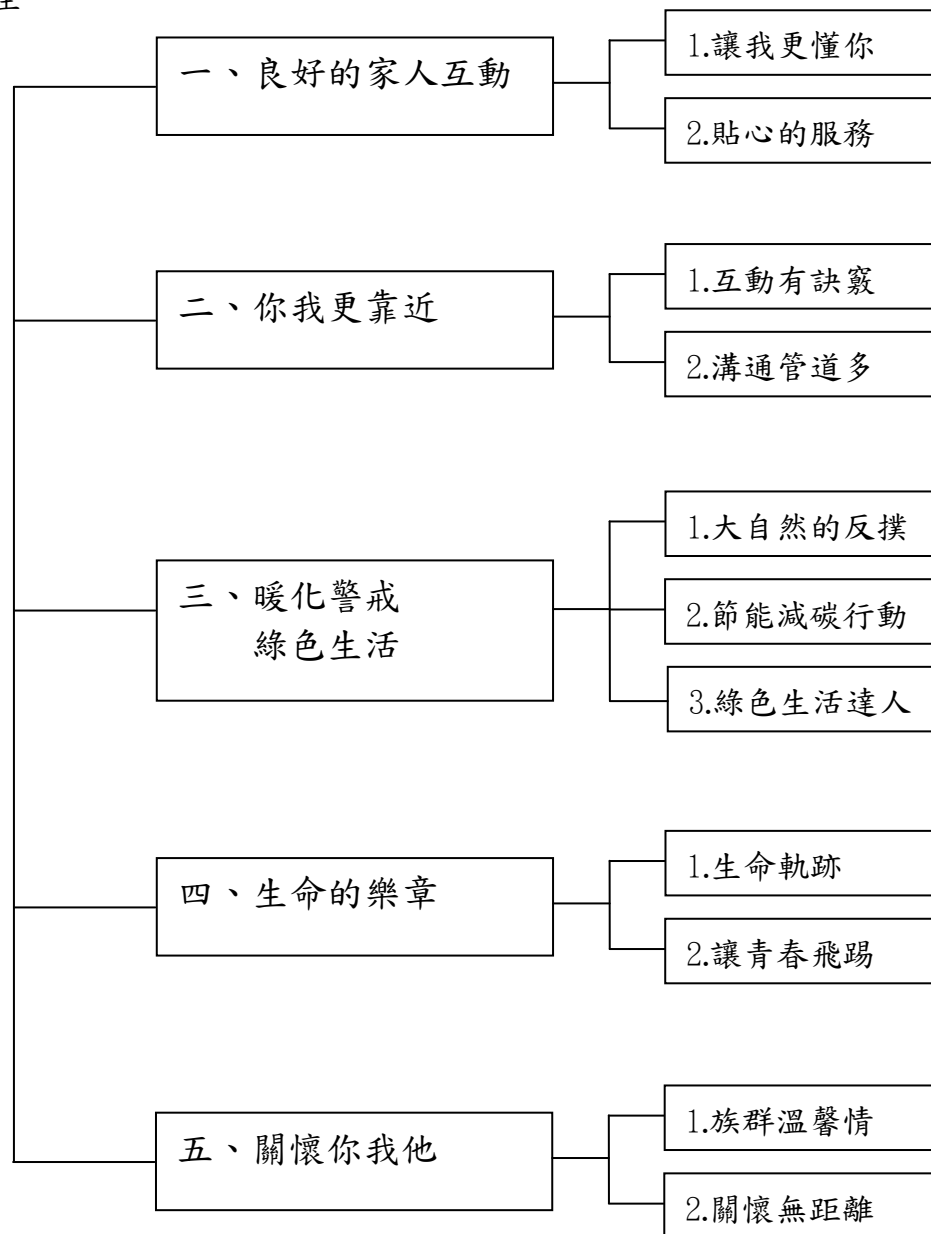 一、良好的家人互動
1.讓我更懂你
2.貼心的服務
二、你我更靠近
1.互動有訣竅
2.溝通管道多
三、暖化警戒
綠色生活
1.大自然的反撲
2.節能減碳行動
3.綠色生活達人
四、生命的樂章
1.生命軌跡
2.讓青春飛踢
五、關懷你我他
1.族群溫馨情
2.關懷無距離